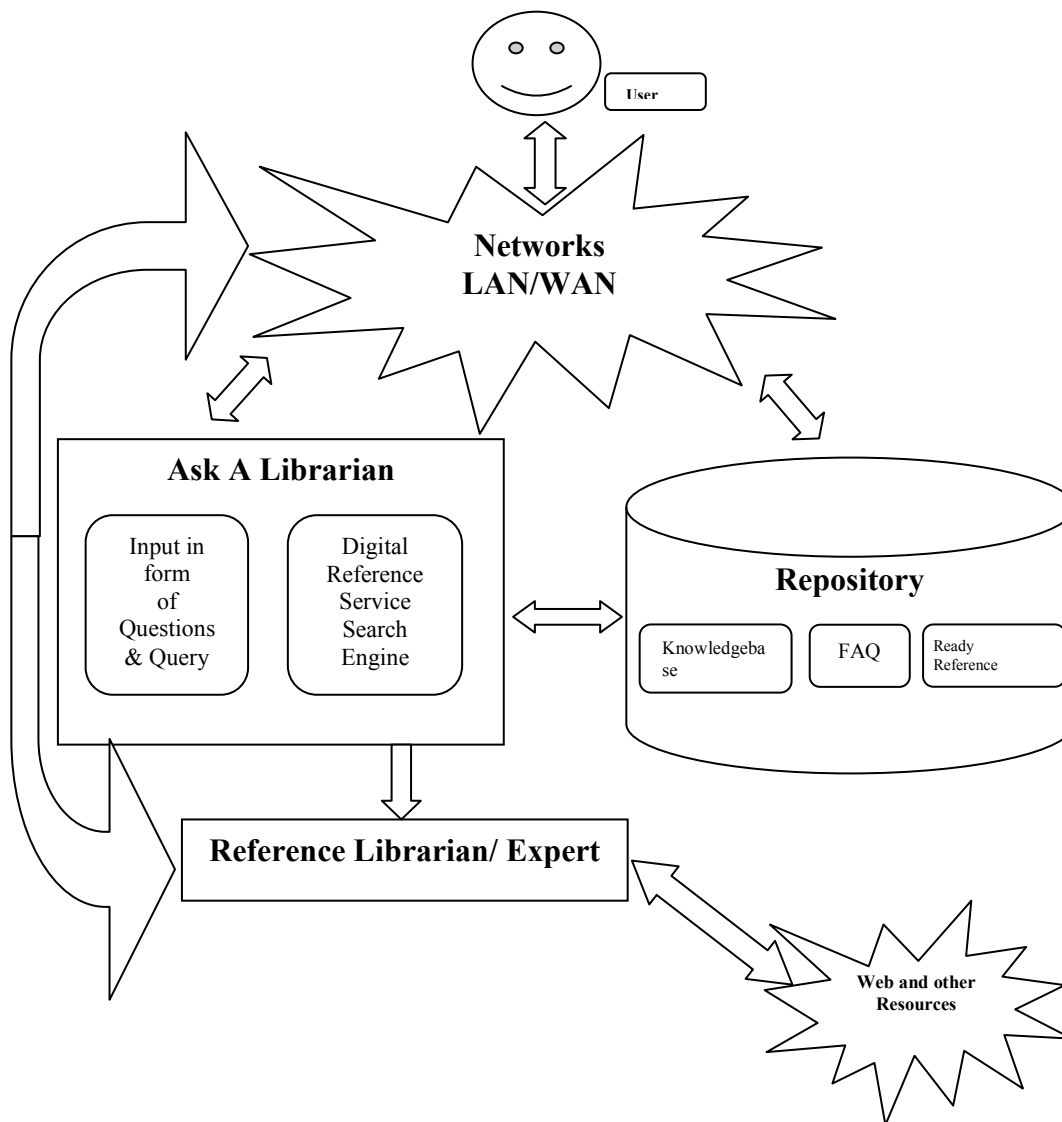 User
Networks
LAN/WAN
Ask A Librarian
Input in
form
of
Questions
& Query
Digital
Reference
Service
Search
Engine
Repository
Knowledgeba
se
FAQ
Ready
Reference
Reference Librarian/ Expert
Web and other
Resources